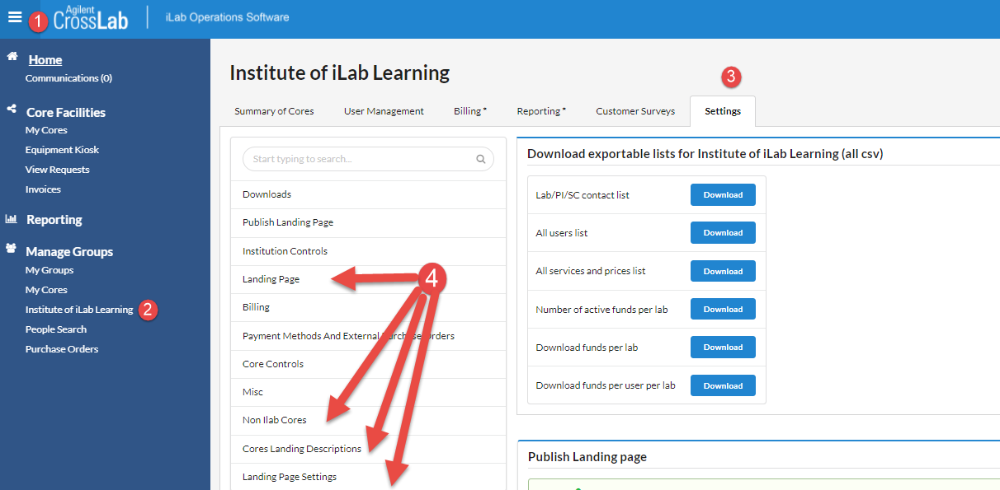 1
Agilent
CrossLab
iLab Operations Software
Home
Communications (0)
Core Facilities
My Cores
Equipment Kiosk
View Requests
Invoices
Reporting
Manage Groups
My Groups
My Cores
Institute of iLab Learning 2
People Search
Purchase Orders
Institute of iLab Learning
3
Summary of Cores User Management Billing * Reporting * Customer Surveys Settings
Start typing to search...
Downloads
Publish Landing Page
Institution Controls
Landing Page
4
Billing
Payment Methods And External Purchase Orders
Core Controls
Misc
Non Ilab Cores
Cores Landing Descriptions
Landing Page Settings
Download exportable lists for Institute of iLab Learning (all csv)
Lab/PI/SC contact list Download
All users list Download
All services and prices list Download
Number of active funds per lab Download
Download funds per lab Download
Download funds per user per lab Download
Publish Landing page